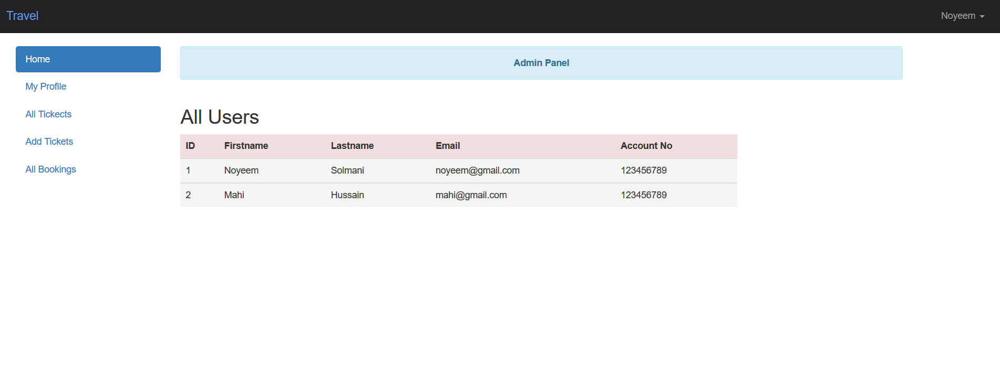 Travel
Noyeem
Home
My Profile
All Tickects
Add Tickets
All Bookings
Admin Panel
All Users
ID Firstname Lastname Email Account No
1 Noyeem Solmani noyeem@gmail.com 123456789
2 Mahi Hussain mahi@gmail.com 123456789